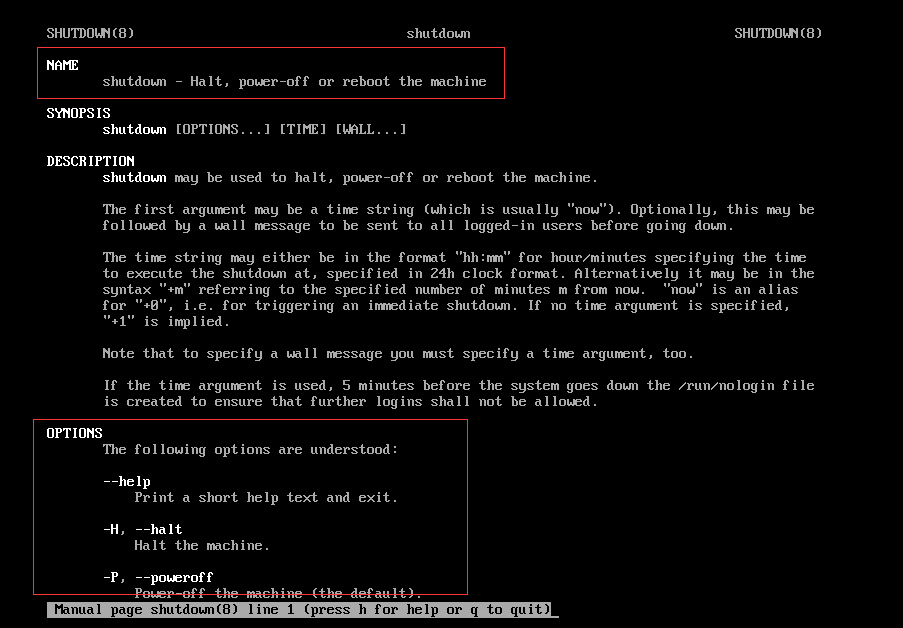 SHUTDOWN(8) shutdown SHUTDOWN(8)
NAME
shutdown - Halt, power-off or reboot the machine
SYNOPSIS
shutdown [OPTIONS...] [TIME] [WALL...]
DESCRIPTION
shutdown may be used to halt, power-off or reboot the machine.
The first argument may be a time string (which is usually "now"). Optionally, this may be
followed by a wall message to be sent to all logged-in users before going down.
The time string may either be in the format "hh:mm" for hour/minutes specifying the time
to execute the shutdown at, specified in 24h clock format. Alternatively it may be in the
syntax "+m" referring to the specified number of minutes m from now. "now" is an alias
for "+0", i.e. for triggering an immediate shutdown. If no time argument is specified,
"+1" is implied.
Note that to specify a wall message you must specify a time argument, too.
If the time argument is used, 5 minutes before the system goes down the /run/nologin file
is created to ensure that further logins shall not be allowed.
OPTIONS
The following options are understood:
--help
Print a short help text and exit.
-H, --halt
Halt the machine.
-P, --poweroff
Power-off the machine (the default).
Manual page shutdown(8) line 1 (press h for help or q to quit)